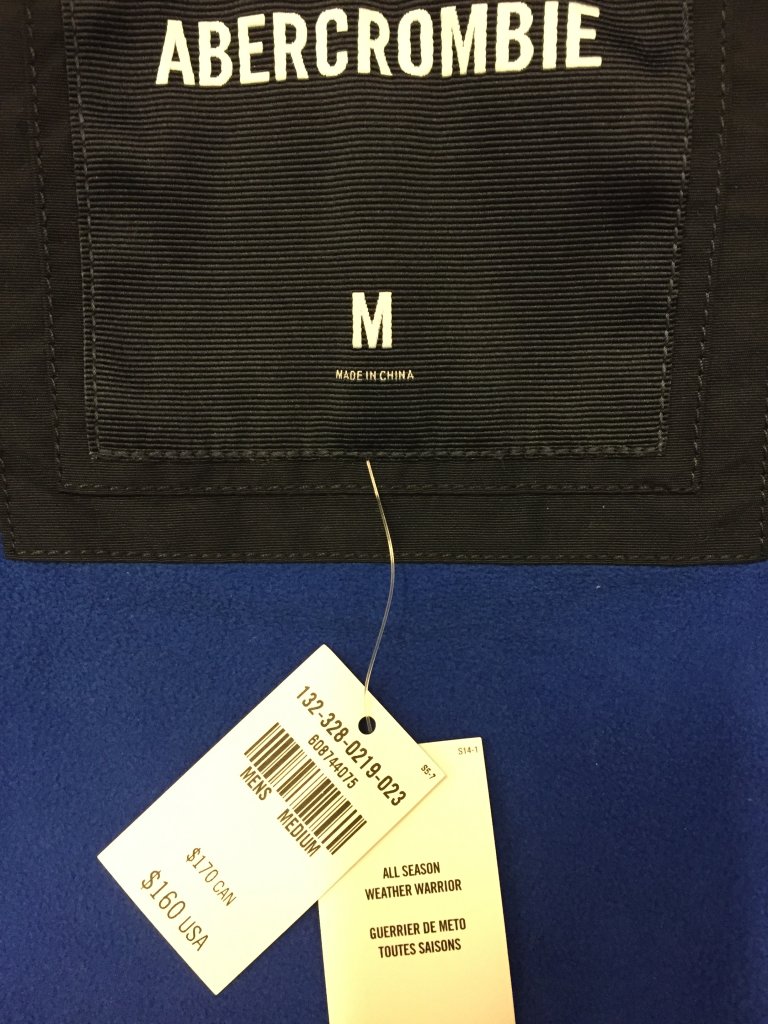 ABERCROMBIE
M
MADE IN CHINA
132-328-0219-023
608744075
S5-7
MENS MEDIUM
$170 CAN
$160 USA
S14-1
ALL SEASON
WEATHER WARRIOR
GUERRIER DE METO
TOUTES SAISONS